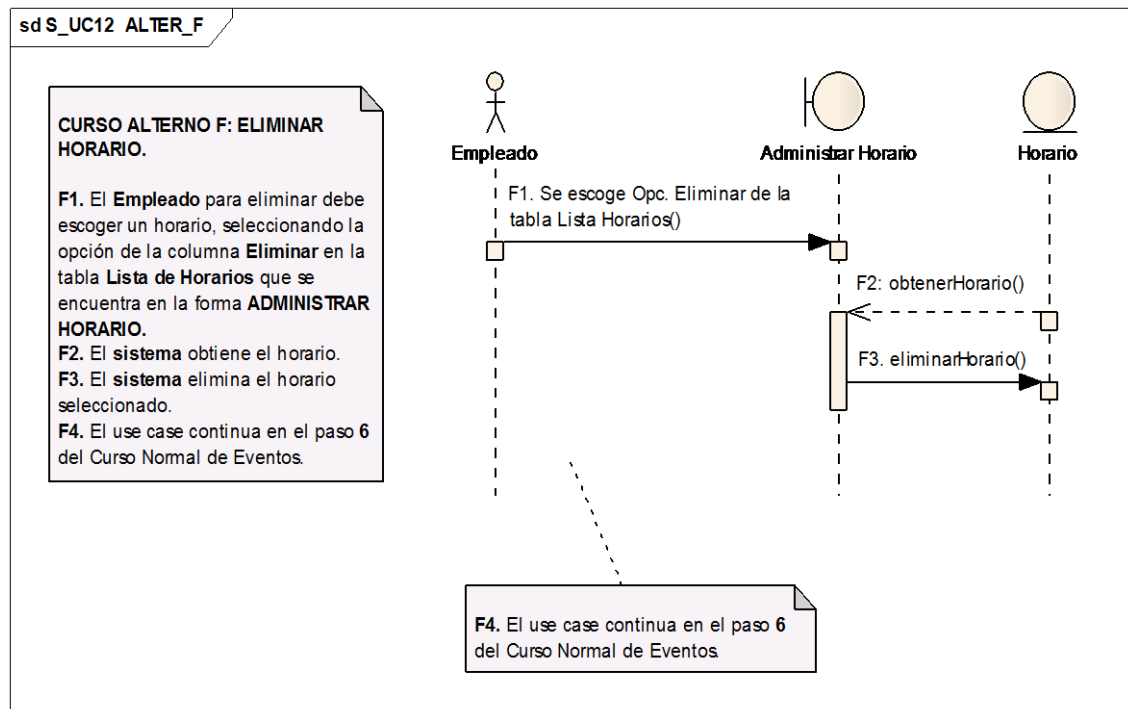 sd S_UC12 ALTER_F
CURSO ALTERNO F: ELIMINAR
HORARIO.
F1. El Empleado para eliminar debe
escoger un horario, seleccionando la
opción de la columna Eliminar en la
tabla Lista de Horarios que se
encuentra en la forma ADMINISTRAR
HORARIO.
F2. El sistema obtiene el horario.
F3. El sistema elimina el horario
seleccionado.
F4. El use case continua en el paso 6
del Curso Normal de Eventos.
Empleado
Administrar Horario
Horario
F1. Se escoge Opc. Eliminar de la
tabla Lista Horarios()
F2: obtenerHorario()
F3. eliminarHorario()
F4. El use case continua en el paso 6
del Curso Normal de Eventos.